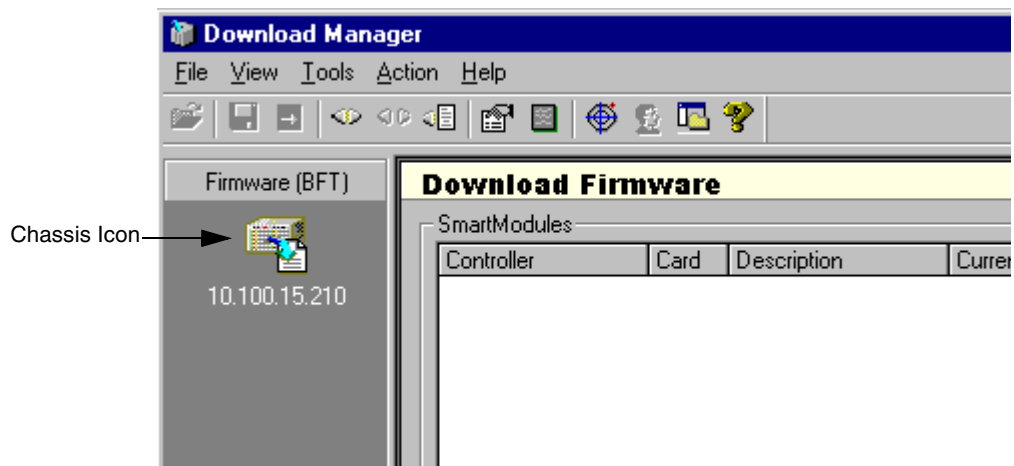 Download Manager
File View Tools Action Help
Firmware (BFT)
Download Firmware
Chassis Icon
SmartModules
Controller Card Description Curren
10.100.15.210